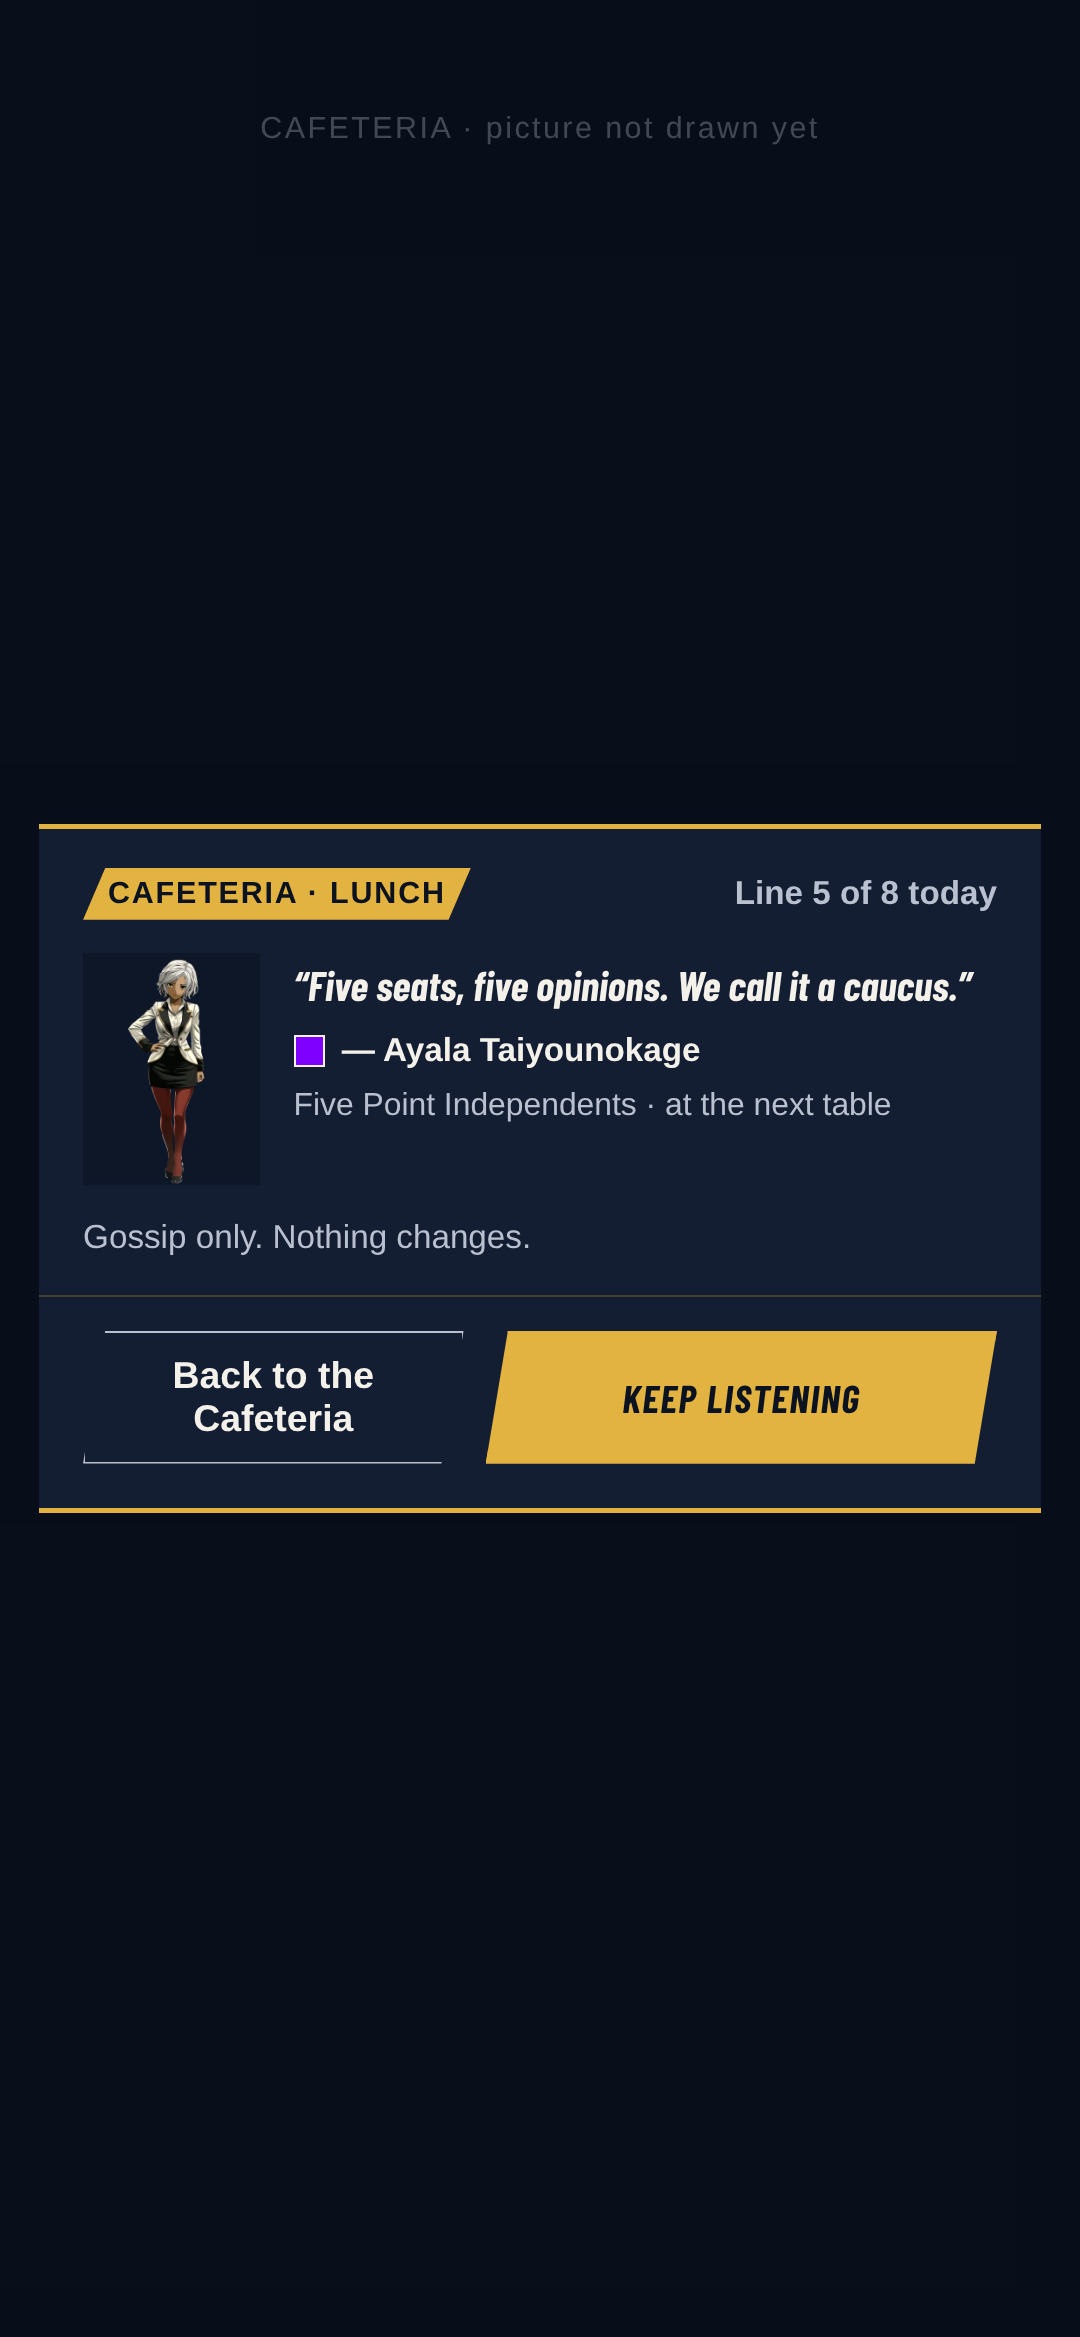 CAFETERIA · picture not drawn yet
CAFETERIA · LUNCH
Line 5 of 8 today
“Five seats, five opinions. We call it a caucus.”
— Ayala Taiyounokage
Five Point Independents · at the next table
Gossip only. Nothing changes.
Back to the
Cafeteria
KEEP LISTENING